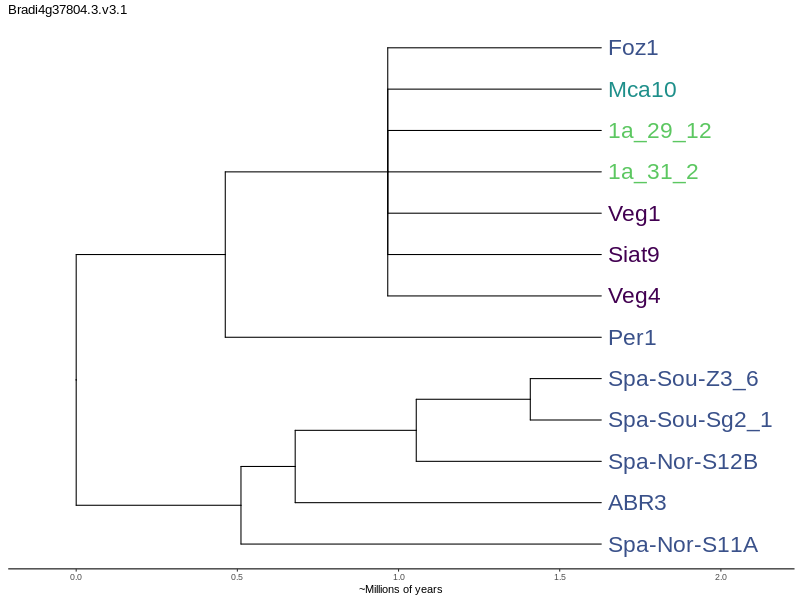 Bradi4g37804.3.v3.1
Foz1
Mca10
1a_29_12
1a_31_2
Veg1
Siat9
Veg4
Per1
Spa-Sou-Z3_6
Spa-Sou-Sg2_1
Spa-Nor-S12B
ABR3
Spa-Nor-S11A
0.0 0.5 1.0 1.5 2.0
~Millions of years